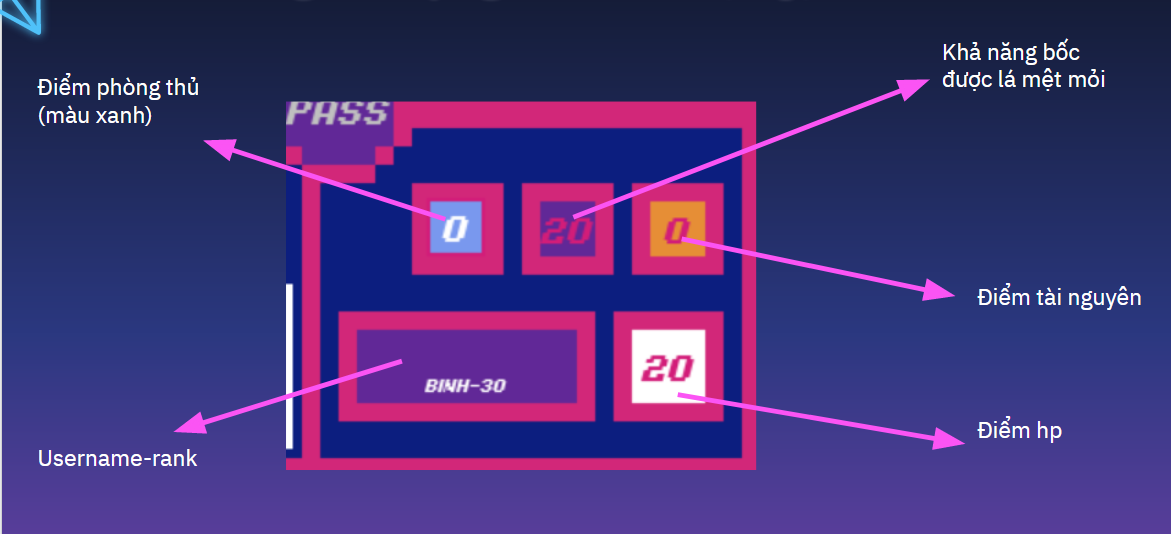 Khả năng bốc
được lá mệt mỏi
Điểm phòng thủ
(màu xanh)
PASS
0
20
0
Điểm tài nguyên
BINH-30
20
Điểm hp
Username-rank